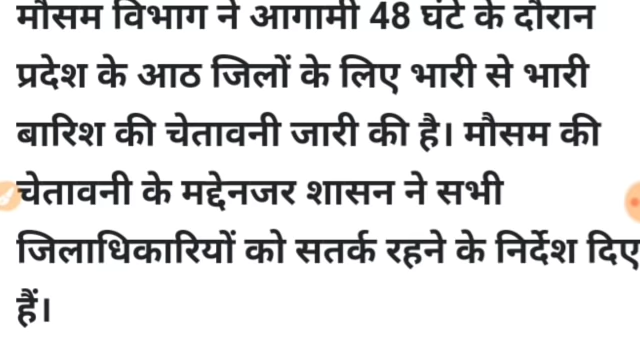 मौसम विभाग ने आगामी 48 घंटे के दौरान
प्रदेश के आठ जिलों के लिए भारी से भारी
बारिश की चेतावनी जारी की है। मौसम की
चेतावनी के मद्देनजर शासन ने सभी
जिलाधिकारियों को सतर्क रहने के निर्देश दिए
हैं।